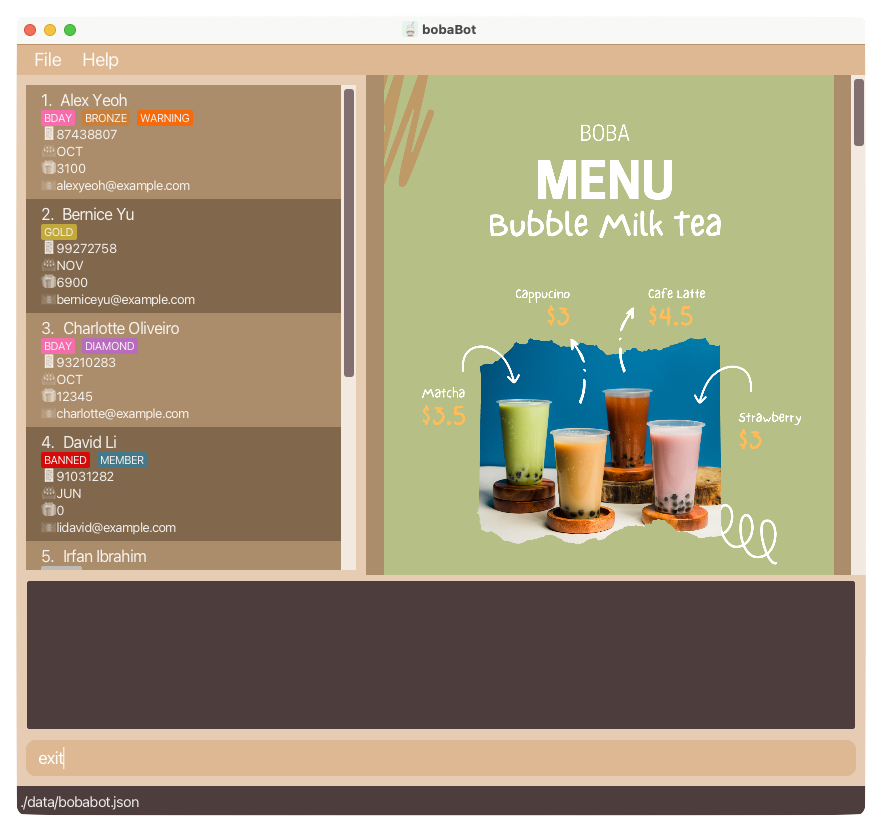 bobaBot
File Help
1. Alex Yeoh
BDAY BRONZE WARNING
87438807
OCT
3100
alexyeoh@example.com
2. Bernice Yu
GOLD
99272758
NOV
6900
berniceyu@example.com
3. Charlotte Oliveiro
BDAY DIAMOND
93210283
OCT
12345
charlotte@example.com
4. David Li
BANNED MEMBER
91031282
JUN
0
lidavid@example.com
5. Irfan Ibrahim
BOBA
MENU
Bubble Milk Tea
Cappucino
$3
Cafe Latte
$4.5
Matcha
$3.5
Strawberry
$3
exit
./data/bobabot.json